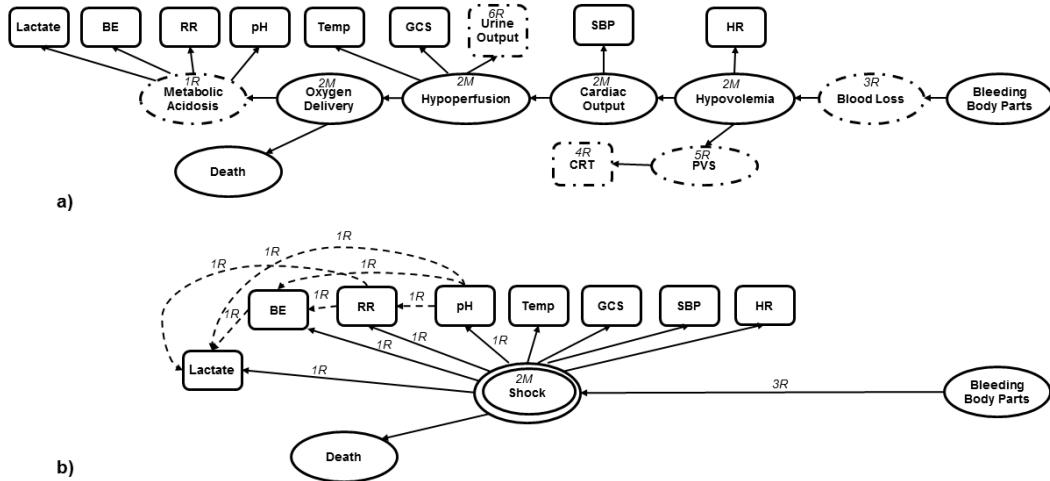 Lactate
BE
RR
pH
Temp
GCS
6R
Urine
Output
SBP
HR
1R
Metabolic
Acidosis
2M
Oxygen
Delivery
2M
Hypoperfusion
2M
Cardiac
Output
2M
Hypovolemia
3R
Blood Loss
Bleeding
Body Parts
Death
4R
CRT
5R
PVS
a)
1R
1R
1R
1R
1R
1R
BE
RR
pH
Temp
GCS
SBP
HR
1R
1R
1R
Lactate
1R
2M
Shock
3R
Bleeding
Body Parts
Death
b)